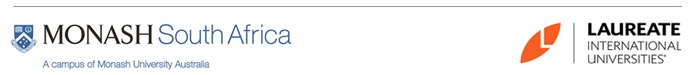 MONASH South Africa
A campus of Monash University Australia
LAUREATE
INTERNATIONAL
UNIVERSITIES®